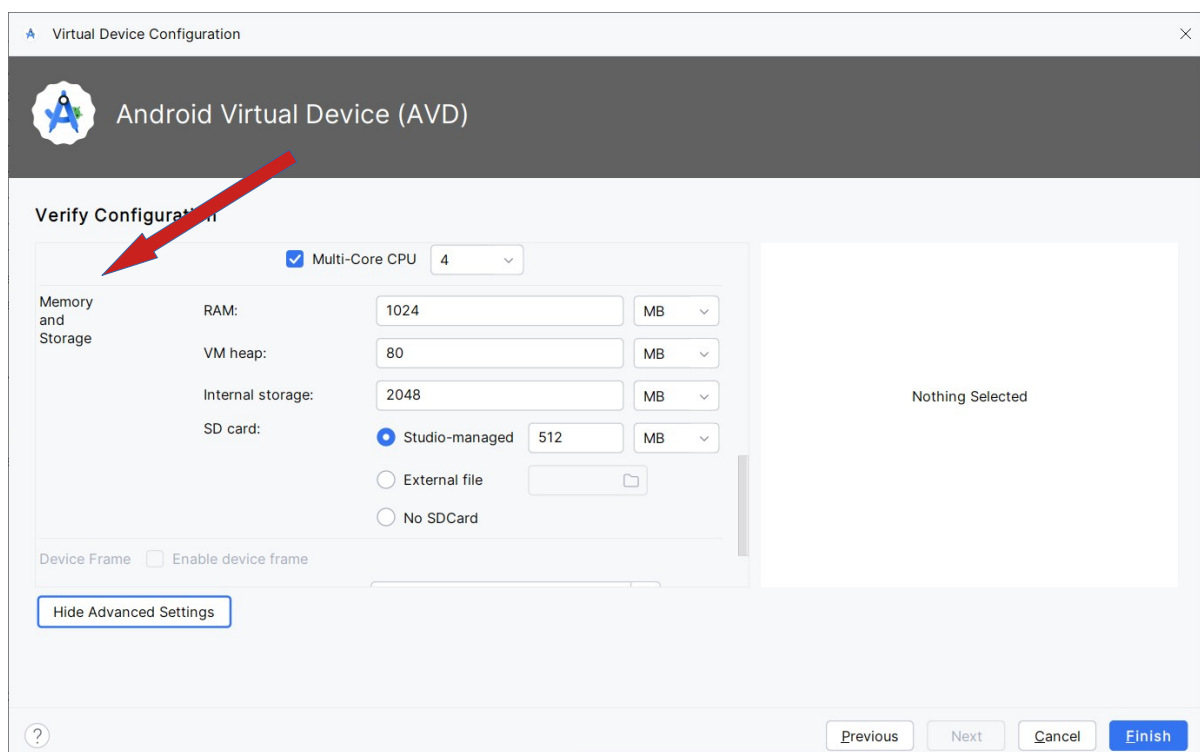 Virtual Device Configuration
Android Virtual Device (AVD)
Verify Configuration
Multi-Core CPU 4
Memory
and
Storage
RAM: 1024 MB
VM heap: 80 MB
Internal storage: 2048 MB
SD card: Studio-managed 512 MB
External file
No SDCard
Device Frame Enable device frame
Nothing Selected
Hide Advanced Settings
? Previous Next Cancel Finish